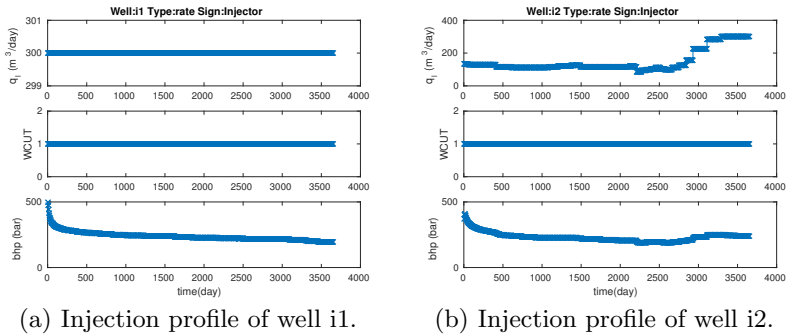 Well:i1 Type:rate Sign:Injector
301
300
299
q_l (m^3/day)
0 500 1000 1500 2000 2500 3000 3500 4000
2
1
0
WCUT
0 500 1000 1500 2000 2500 3000 3500 4000
500
0
bhp (bar)
0 500 1000 1500 2000 2500 3000 3500 4000
time(day)
(a) Injection profile of well i1.
Well:i2 Type:rate Sign:Injector
400
200
0
q_l (m^3/day)
0 500 1000 1500 2000 2500 3000 3500 4000
2
1
0
WCUT
0 500 1000 1500 2000 2500 3000 3500 4000
500
0
bhp (bar)
0 500 1000 1500 2000 2500 3000 3500 4000
time(day)
(b) Injection profile of well i2.